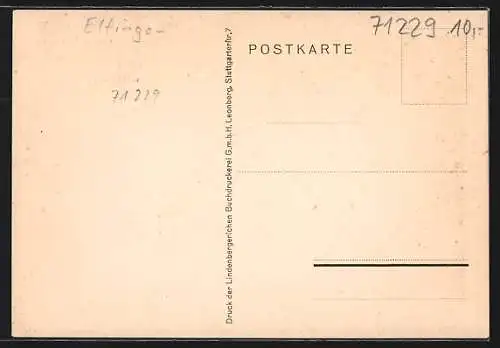 Eltinge-
71229
71229 10,-
POSTKARTE
Druck der Lindenbergerischen Buchdruckerei G.m.b.H. Leonberg, Stuttgarterstr. 7